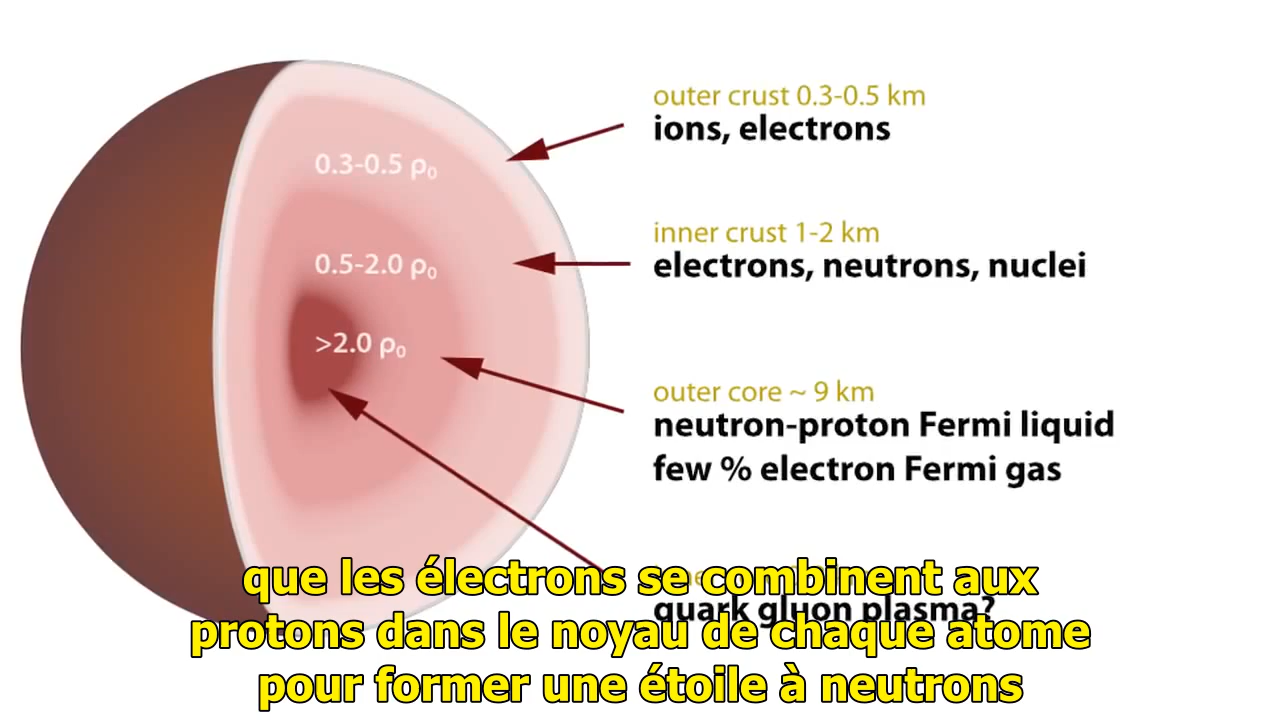 outer crust 0.3-0.5 km
ions, electrons
0.3-0.5 ρ₀
inner crust 1-2 km
electrons, neutrons, nuclei
0.5-2.0 ρ₀
>2.0 ρ₀
outer core ~ 9 km
neutron-proton Fermi liquid
few % electron Fermi gas
quark gluon plasma?
que les électrons se combinent aux
protons dans le noyau de chaque atome
pour former une étoile à neutrons